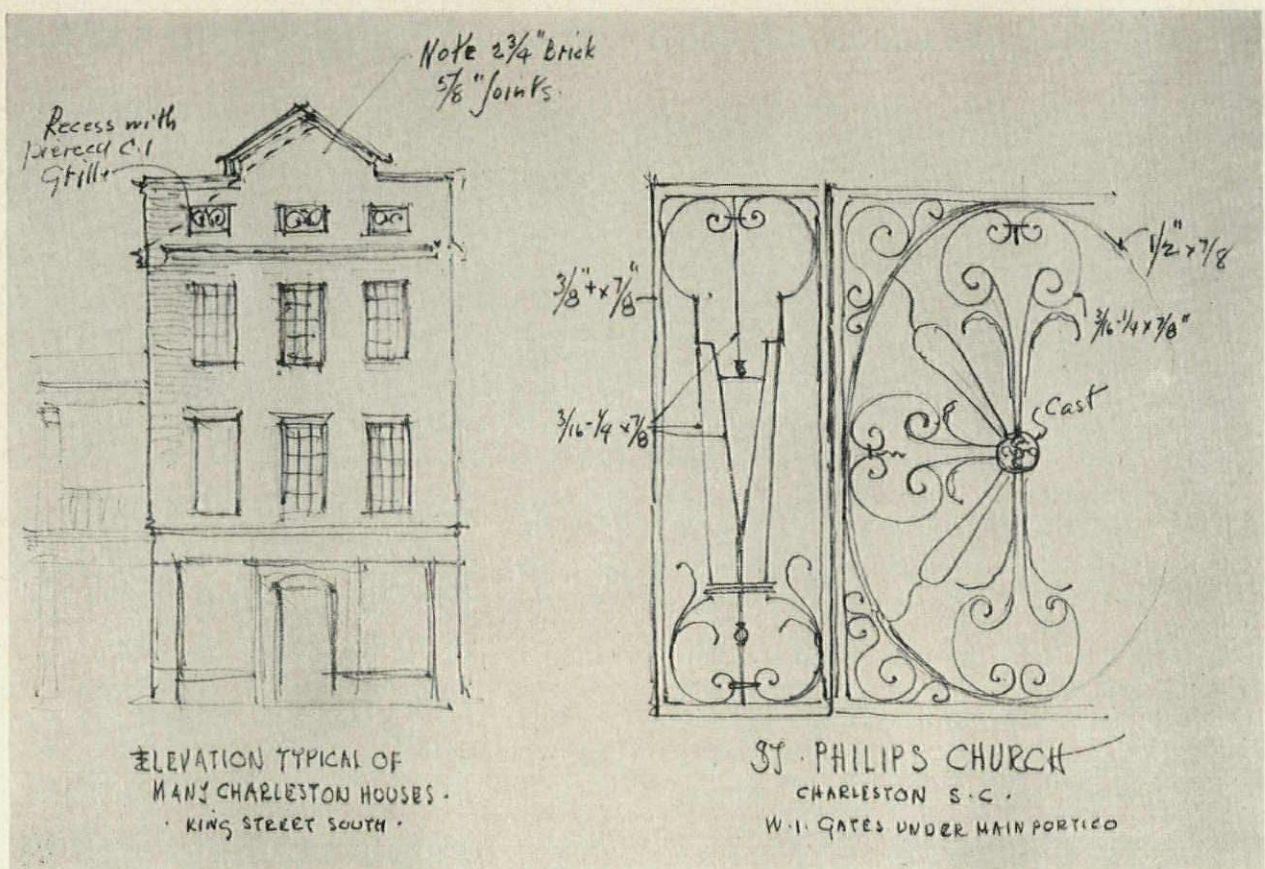 Note 2 3/4" Brick
5/8" Joints.
Recess with
pierced C.I
Grille
ELEVATION TYPICAL OF
MANY CHARLESTON HOUSES ·
· KING STREET SOUTH ·
3/8" + x 7/8"
3/16 - 1/4 x 7/8
1/2" x 7/8
3/16 - 1/4 x 7/8"
Cast
ST. PHILIPS CHURCH
CHARLESTON S.C.
W.I. GATES UNDER MAIN PORTICO